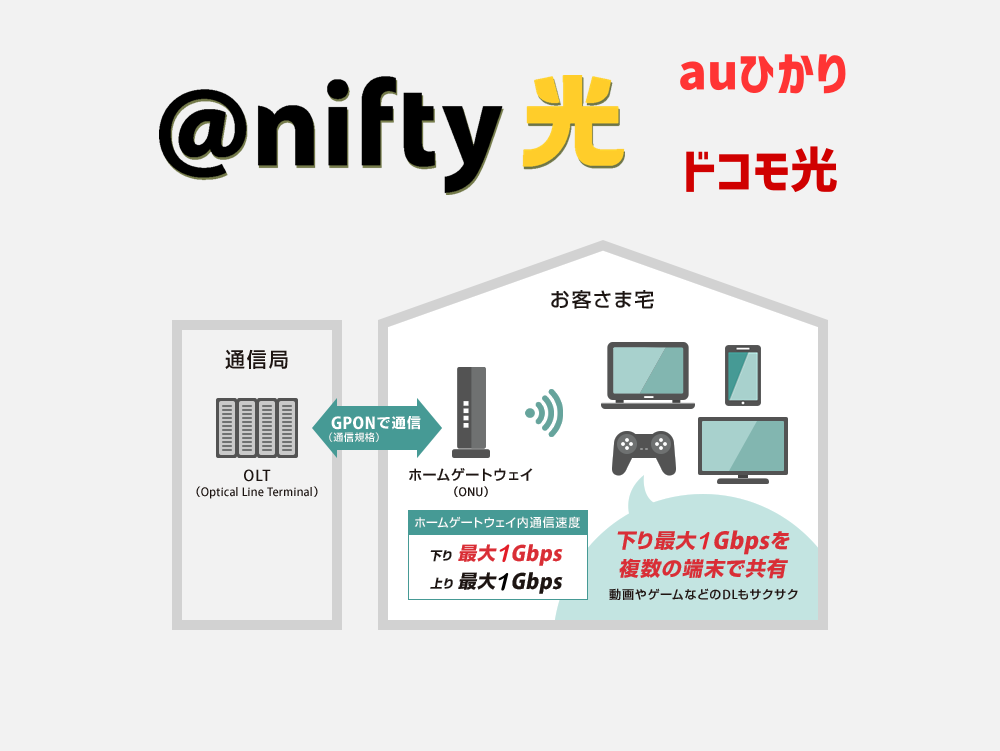 @nifty光
auひかり
ドコモ光
お客さま宅
通信局
GPONで通信
（通信規格）
OLT
（Optical Line Terminal）
ホームゲートウェイ
（ONU）
ホームゲートウェイ内通信速度
下り 最大1Gbps
上り 最大1Gbps
下り最大1Gbpsを
複数の端末で共有
動画やゲームなどのDLもサクサク